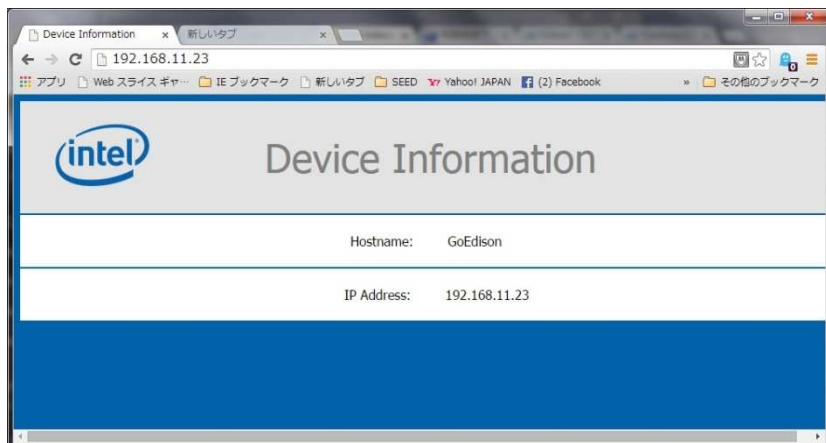 Device Information
新しいタブ
192.168.11.23
アプリ Web スライス ギャ… IE ブックマーク 新しいタブ SEED Yahoo! JAPAN (2) Facebook » その他のブックマーク
intel Device Information
Hostname: GoEdison
IP Address: 192.168.11.23